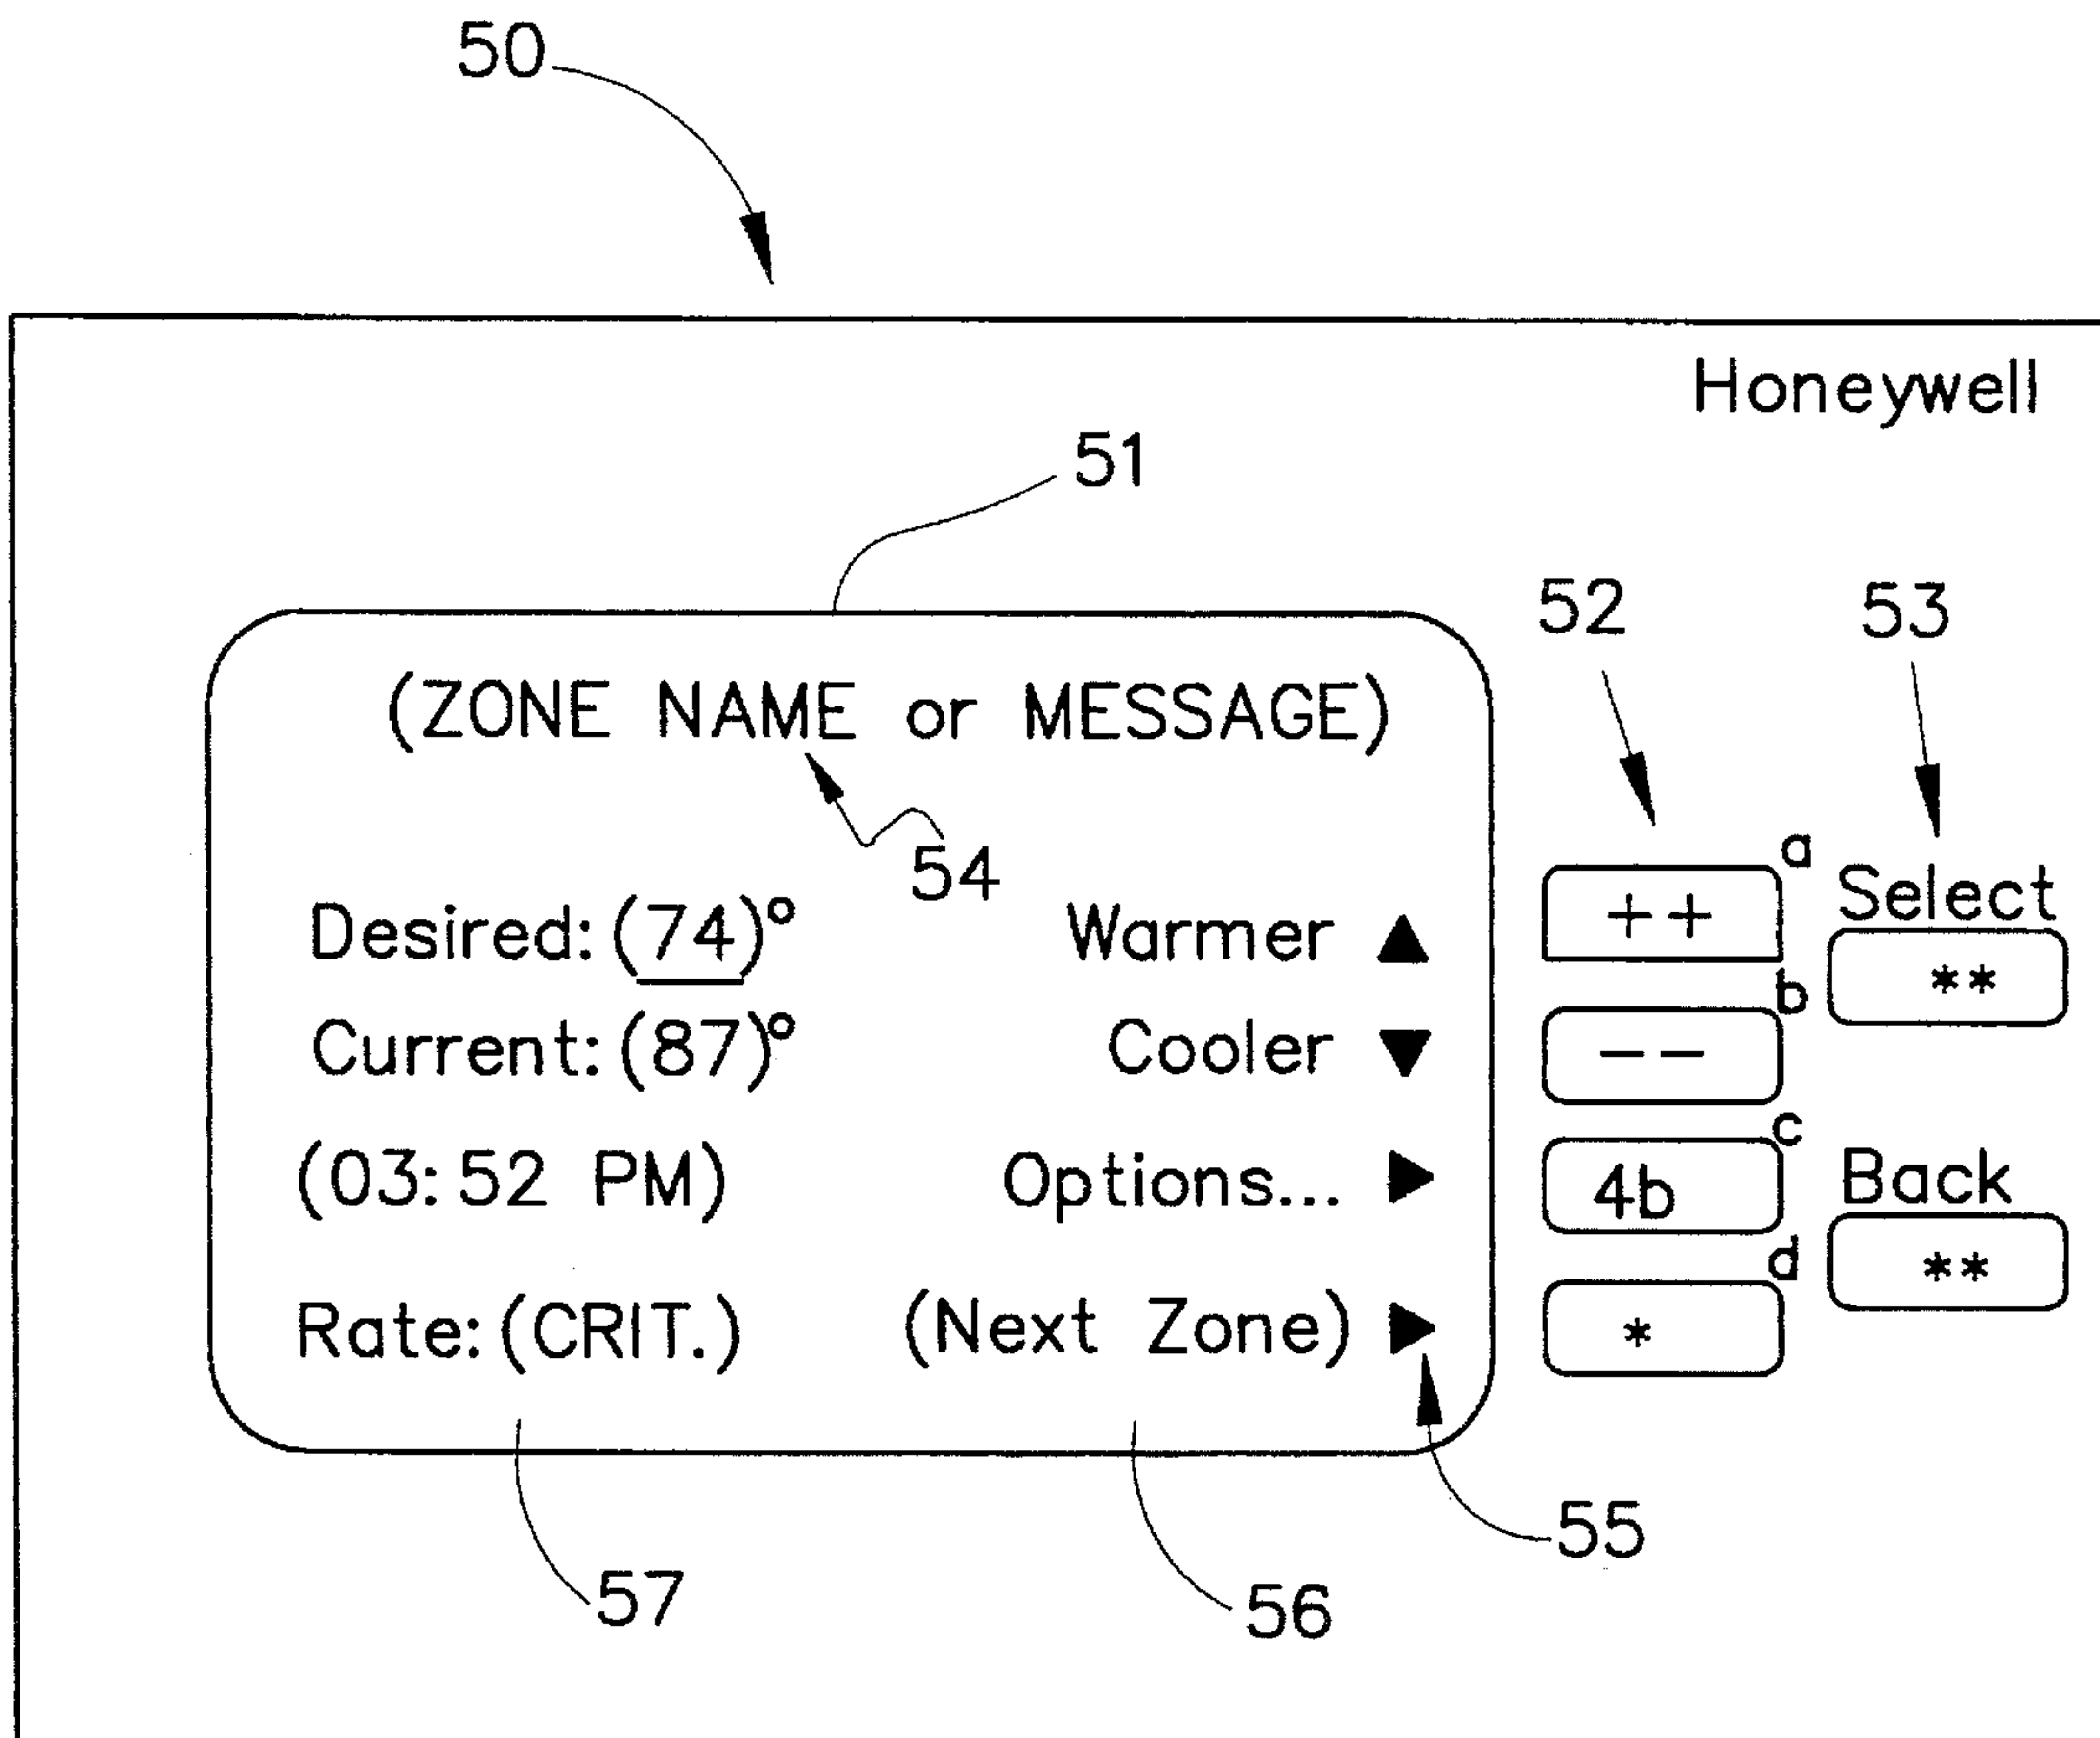 50
Honeywell
51
52
53
(ZONE NAME or MESSAGE)
54
a
Select
Desired: (74)° Warmer ▲ ++
**
b
Current: (87)° Cooler ▼ --
c
(03:52 PM) Options... ► 4b
Back
**
d
Rate: (CRIT.) (Next Zone) ► *
55
57
56